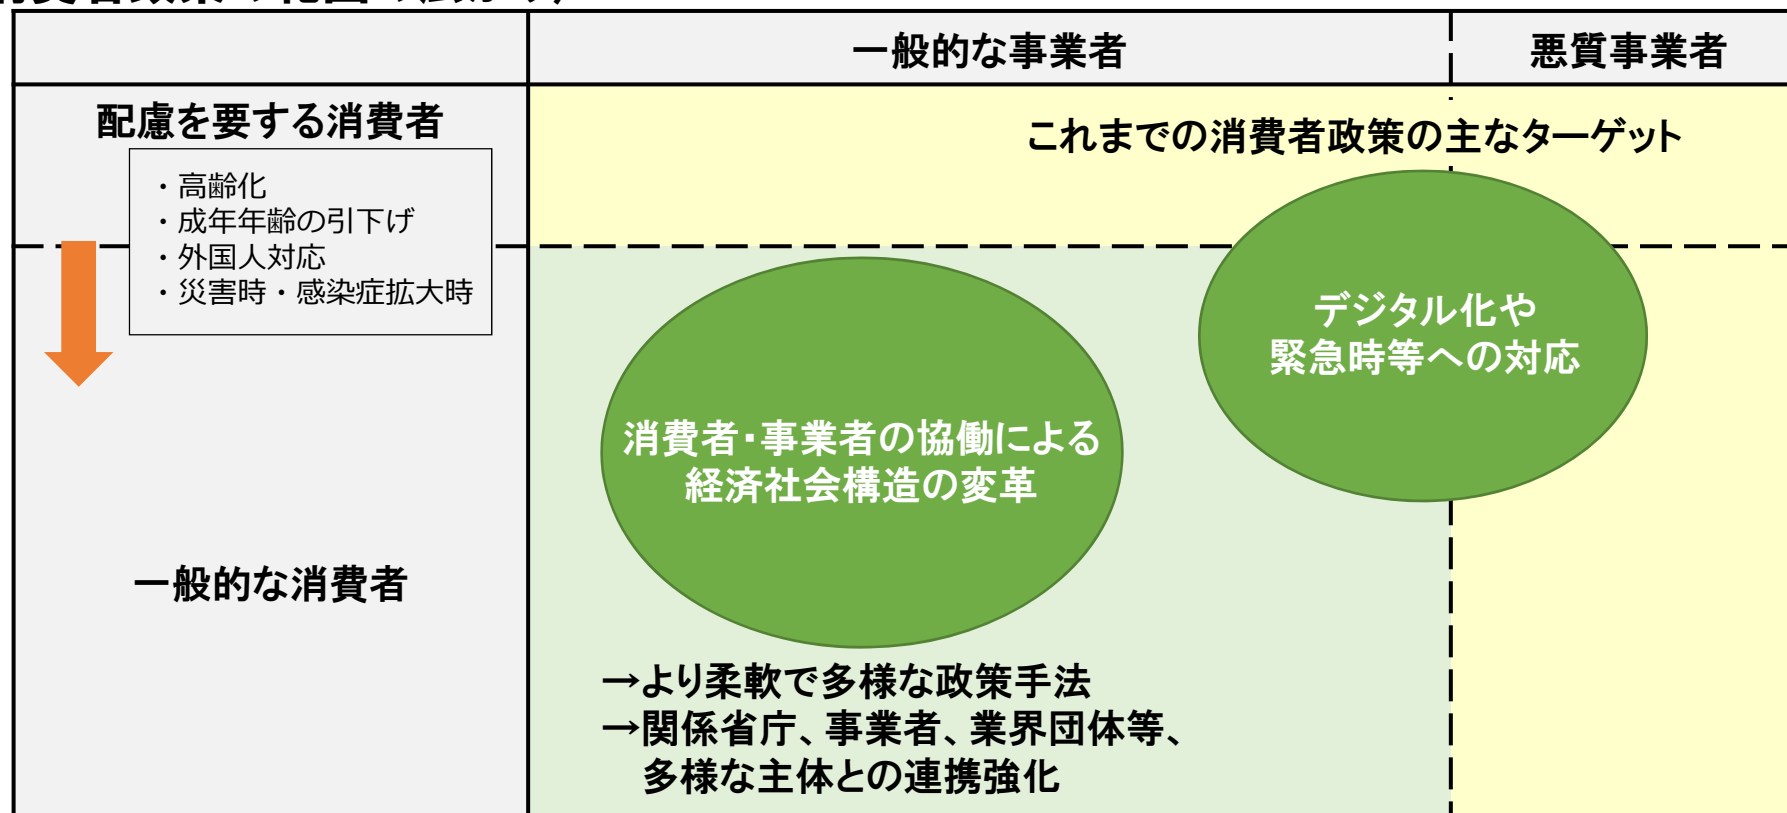 一般的な事業者
悪質事業者
配慮を要する消費者
これまでの消費者政策の主なターゲット
・高齢化
・成年年齢の引下げ
・外国人対応
・災害時・感染症拡大時
デジタル化や
緊急時等への対応
消費者・事業者の協働による
経済社会構造の変革
一般的な消費者
→より柔軟で多様な政策手法
→関係省庁、事業者、業界団体等、
多様な主体との連携強化